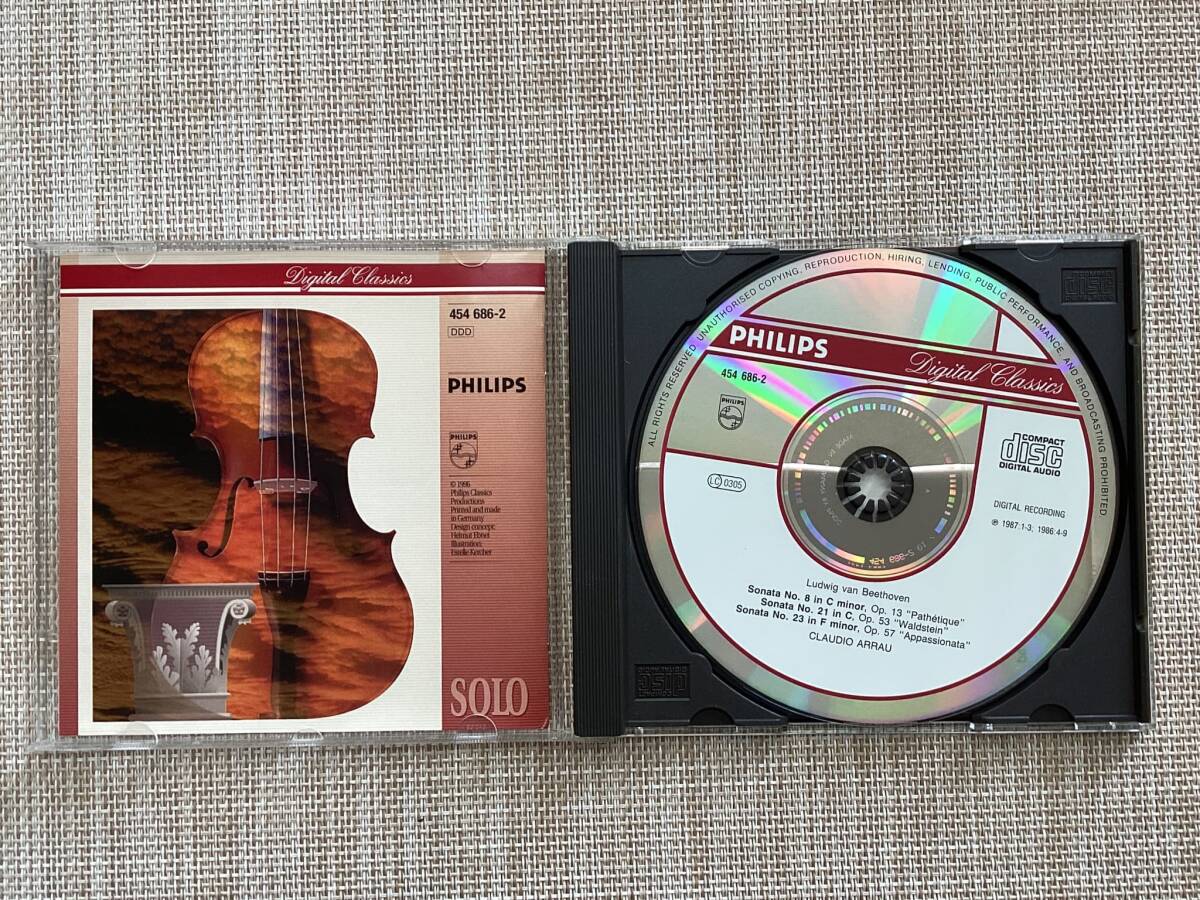 Digital Classics
454 686-2
DDD
PHILIPS
PHILIPS
© 1996
Philips Classics
Productions
Printed and made
in Germany
Design concept:
Helmut Ebnet
Illustration:
Estelle Kercher
SOLO
ALL RIGHTS RESERVED. UNAUTHORISED COPYING, REPRODUCTION, HIRING, LENDING, PUBLIC PERFORMANCE AND BROADCASTING PROHIBITED
PHILIPS
Digital Classics
454 686-2
PHILIPS
COMPACT
disc
DIGITAL AUDIO
LC 0305
DIGITAL RECORDING
℗ 1987:1-3; 1986:4-9
Ludwig van Beethoven
Sonata No. 8 in C minor, Op. 13 "Pathétique"
Sonata No. 21 in C, Op. 53 "Waldstein"
Sonata No. 23 in F minor, Op. 57 "Appassionata"
CLAUDIO ARRAU